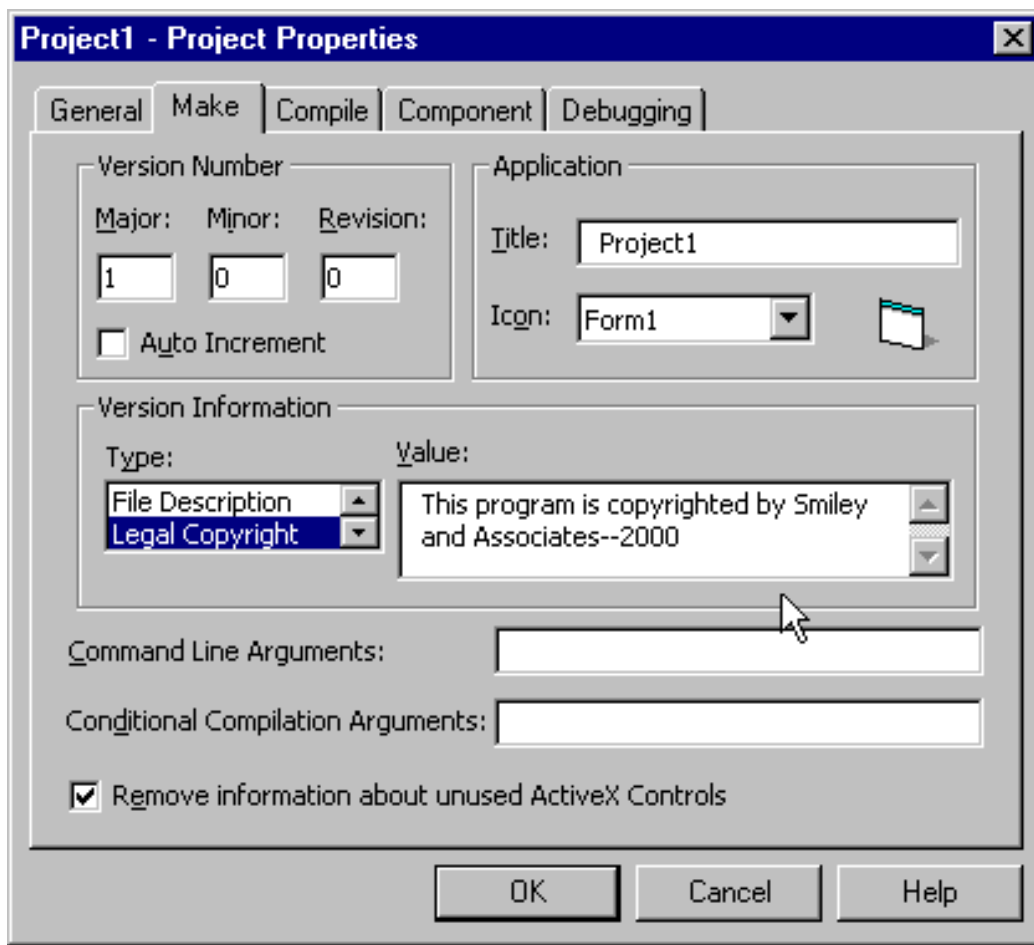 Project1 - Project Properties
General Make Compile Component Debugging
Version Number
Major: Minor: Revision:
1 0 0
Auto Increment
Application
Title: Project1
Icon: Form1
Version Information
Type:
File Description
Legal Copyright
Value:
This program is copyrighted by Smiley
and Associates--2000
Command Line Arguments:
Conditional Compilation Arguments:
Remove information about unused ActiveX Controls
OK Cancel Help